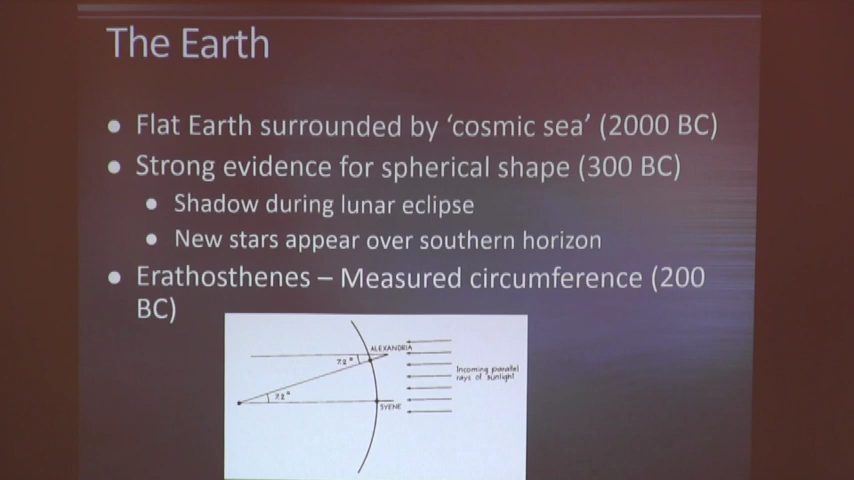 The Earth
Flat Earth surrounded by ‘cosmic sea’ (2000 BC)
Strong evidence for spherical shape (300 BC)
Shadow during lunar eclipse
New stars appear over southern horizon
Erathosthenes – Measured circumference (200
BC)
ALEXANDRIA
7.2°
Incoming parallel
rays of sunlight
7.2°
SYENE